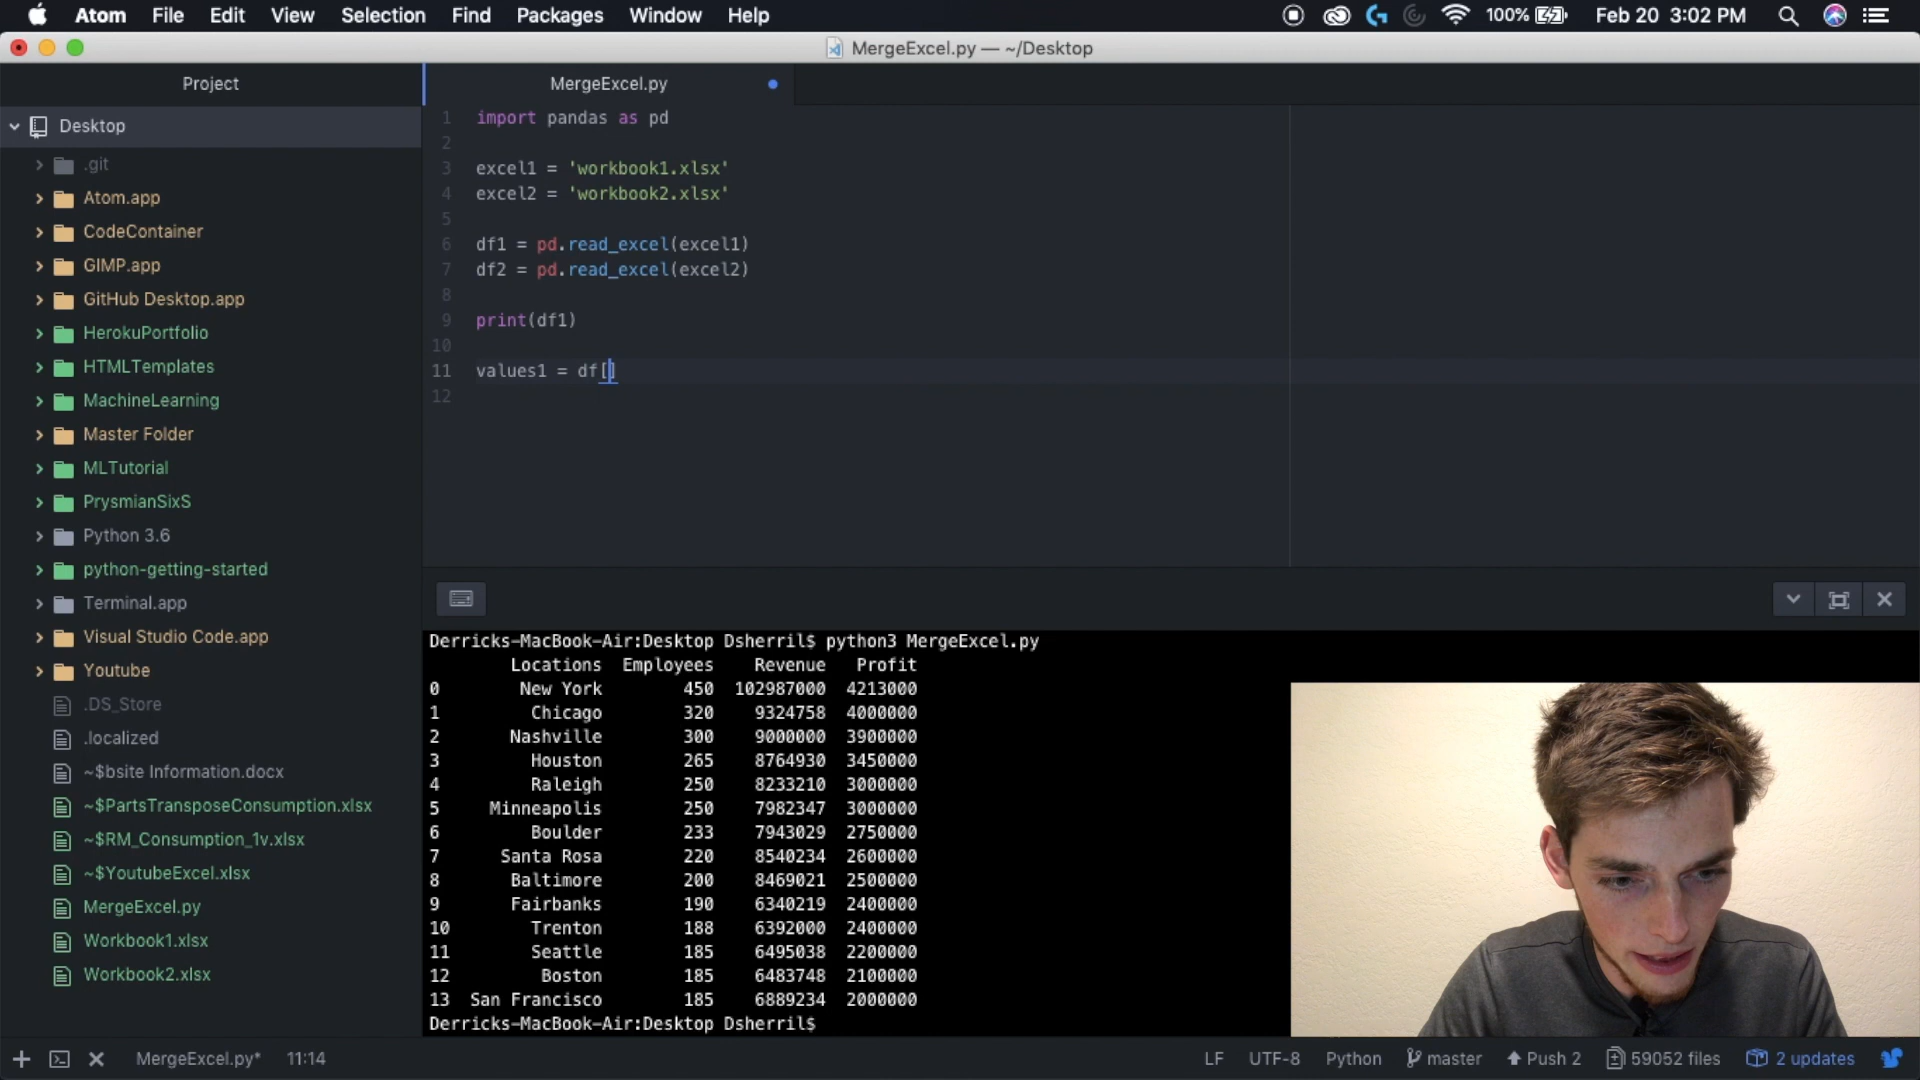 Atom File Edit View Selection Find Packages Window Help 100% Feb 20 3:02 PM
MergeExcel.py — ~/Desktop
Project
MergeExcel.py
Desktop
.git
Atom.app
CodeContainer
GIMP.app
GitHub Desktop.app
HerokuPortfolio
HTMLTemplates
MachineLearning
Master Folder
MLTutorial
PrysmianSixS
Python 3.6
python-getting-started
Terminal.app
Visual Studio Code.app
Youtube
.DS_Store
.localized
~$bsite Information.docx
~$PartsTransposeConsumption.xlsx
~$RM_Consumption_1v.xlsx
~$YoutubeExcel.xlsx
MergeExcel.py
Workbook1.xlsx
Workbook2.xlsx
1 import pandas as pd
2
3 excel1 = 'workbook1.xlsx'
4 excel2 = 'workbook2.xlsx'
5
6 df1 = pd.read_excel(excel1)
7 df2 = pd.read_excel(excel2)
8
9 print(df1)
10
11 values1 = df[]
12
Derricks-MacBook-Air:Desktop Dsherril$ python3 MergeExcel.py
Locations Employees Revenue Profit
0 New York 450 102987000 4213000
1 Chicago 320 9324758 4000000
2 Nashville 300 9000000 3900000
3 Houston 265 8764930 3450000
4 Raleigh 250 8233210 3000000
5 Minneapolis 250 7982347 3000000
6 Boulder 233 7943029 2750000
7 Santa Rosa 220 8540234 2600000
8 Baltimore 200 8469021 2500000
9 Fairbanks 190 6340219 2400000
10 Trenton 188 6392000 2400000
11 Seattle 185 6495038 2200000
12 Boston 185 6483748 2100000
13 San Francisco 185 6889234 2000000
Derricks-MacBook-Air:Desktop Dsherril$
MergeExcel.py* 11:14 LF UTF-8 Python master Push 2 59052 files 2 updates